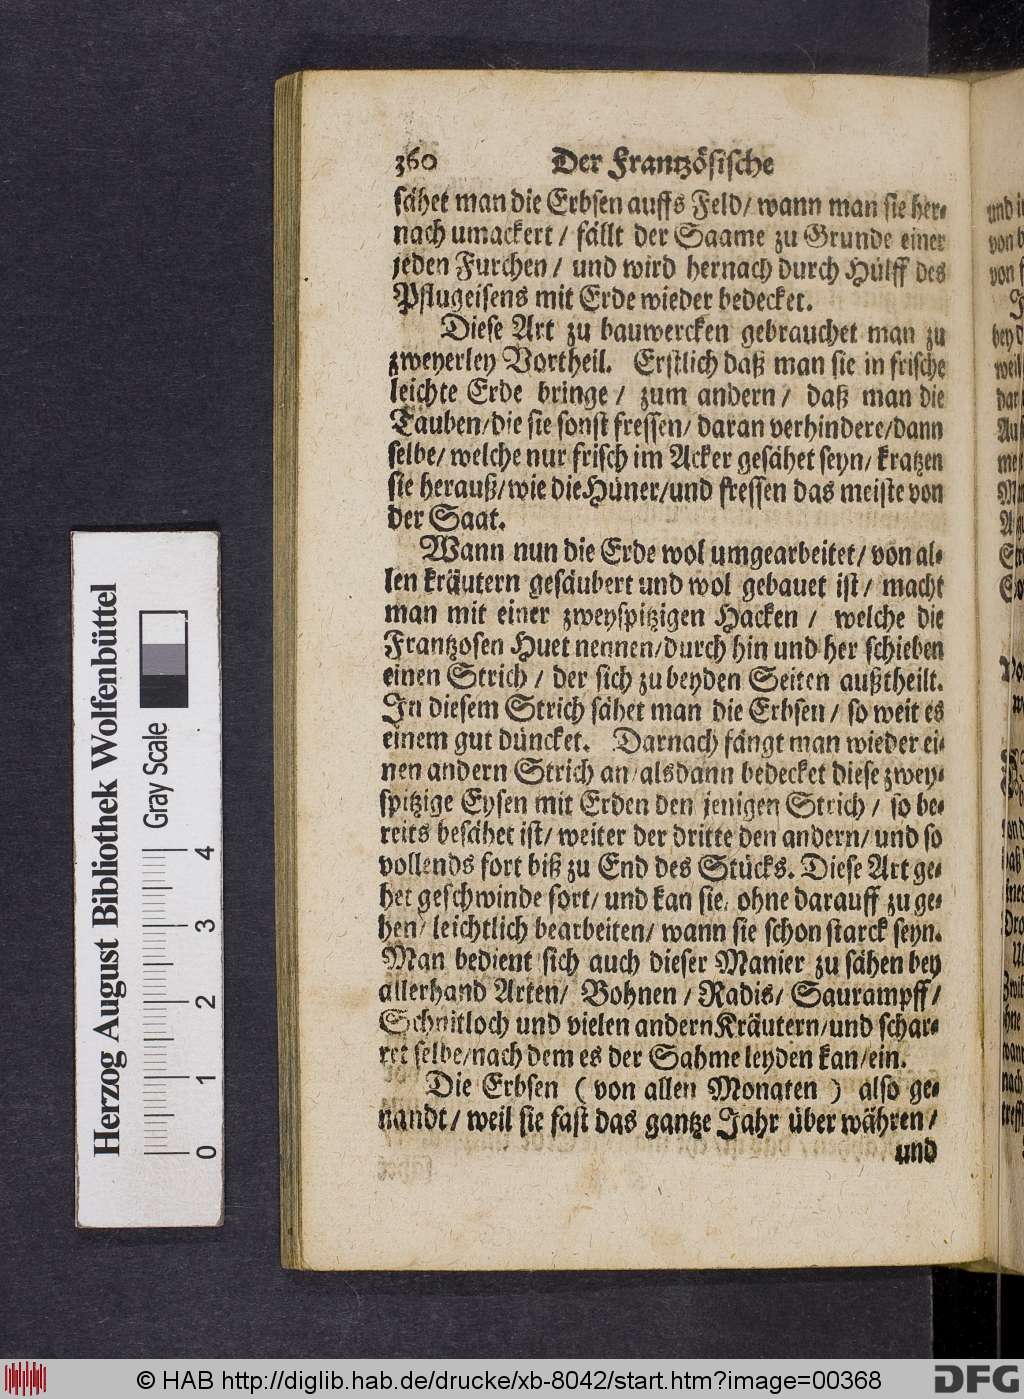 360 Der Frantzösische
sähet man die Erbsen auffs Feld/ wann man sie her-
nach umackert / fällt der Saame zu Grunde einer
jeden Furchen / und wird hernach durch Hülff des
Pflugeisens mit Erde wieder bedecket.
Diese Art zu bauwercken gebrauchet man zu
zweyerley Vortheil. Erstlich daß man sie in frische
leichte Erde bringe / zum andern / daß man die
Tauben/die sie sonst fressen/ daran verhindere/dann
selbe/ welche nur frisch im Acker gesähet seyn/ kratzen
sie herauß/wie die Hüner/und fressen das meiste von
der Saat.
Wann nun die Erde wol umgearbeitet/ von al-
len kräutern gesäubert und wol gebauet ist / macht
man mit einer zweyspitzigen Hacken / welche die
Frantzosen Huet nennen/durch hin und her schieben
einen Strich / der sich zu beyden Seiten außtheilt.
In diesem Strich sähet man die Erbsen / so weit es
einem gut düncket. Darnach fängt man wieder ei-
nen andern Strich an/alsdann bedecket diese zwey-
spitzige Eysen mit Erden den jenigen Strich / so be-
reits besähet ist/ weiter der dritte den andern/ und so
vollends fort biß zu End des Stücks. Diese Art ge-
het geschwinde fort/ und kan sie/ ohne darauff zu ge-
hen/ leichtlich bearbeiten/ wann sie schon starck seyn.
Man bedient sich auch dieser Manier zu sähen bey
allerhand Arten/ Bohnen / Radis/ Saurampff/
Schnitloch und vielen andern Kräutern/und schar-
ret selbe/nach dem es der Sahme leyden kan/ein.
Die Erbsen ( von allen Monaten ) also ge-
nandt/ weil sie fast das gantze Jahr über währen/
und
Herzog August Bibliothek Wolfenbüttel
Gray Scale
0 1 2 3 4
© HAB http://diglib.hab.de/drucke/xb-8042/start.htm?image=00368
DFG